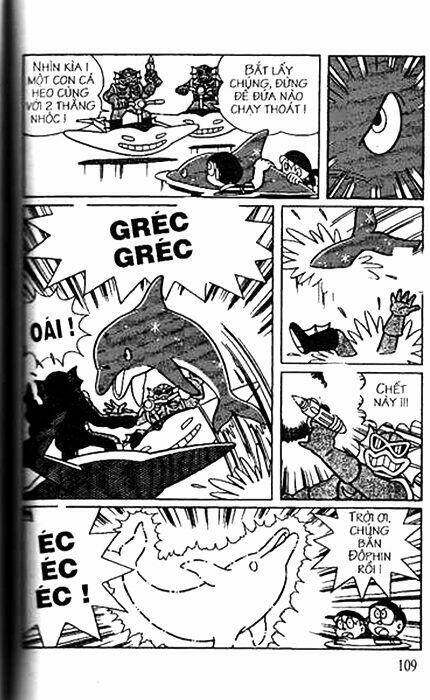 NHÌN KÌA !
MỘT CON CÁ
HEO CÙNG
VỚI 2 THẰNG
NHÓC !
BẮT LẤY
CHÚNG, ĐỪNG
ĐỂ ĐỨA NÀO
CHẠY THOÁT !
GRÉC
GRÉC
OÁI !
CHẾT
NÀY !!!
ÉC
ÉC
ÉC !
TRỜI ƠI,
CHÚNG
BẮN
ĐÔPHIN
RỒI !
109